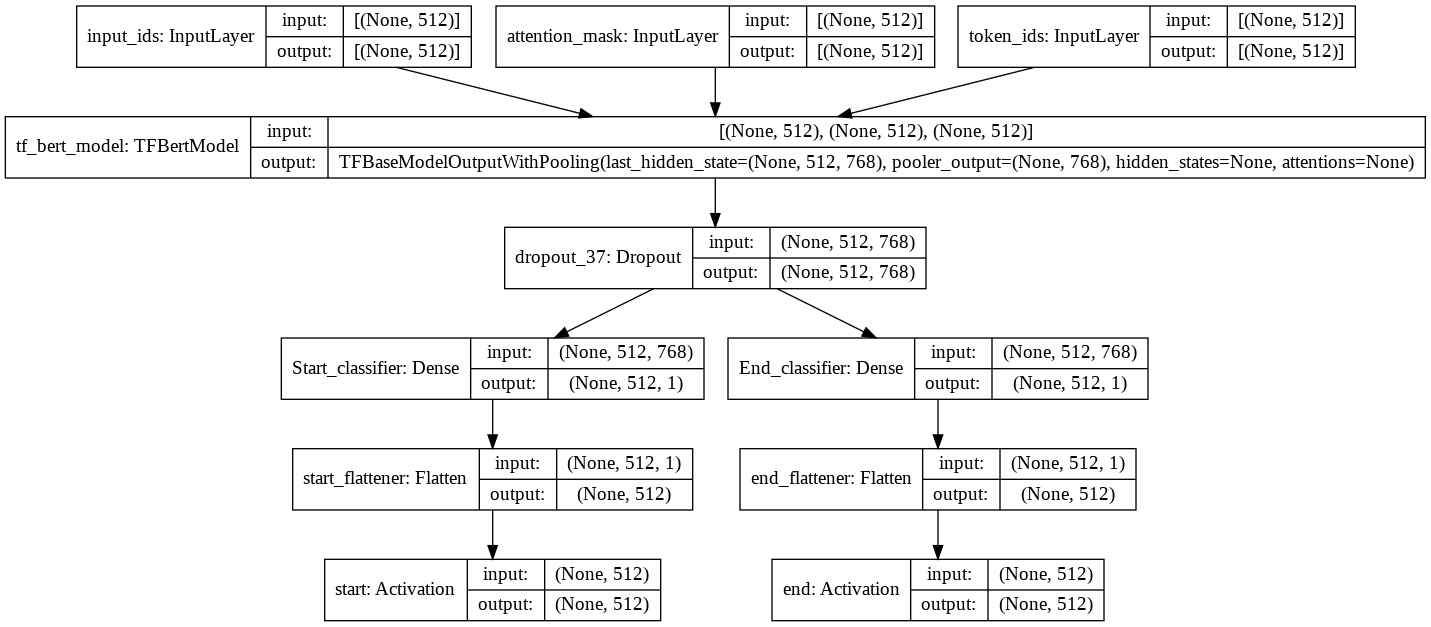 input_ids: InputLayer
input: [(None, 512)]
output: [(None, 512)]
attention_mask: InputLayer
input: [(None, 512)]
output: [(None, 512)]
token_ids: InputLayer
input: [(None, 512)]
output: [(None, 512)]
tf_bert_model: TFBertModel
input: [(None, 512), (None, 512), (None, 512)]
output: TFBaseModelOutputWithPooling(last_hidden_state=(None, 512, 768), pooler_output=(None, 768), hidden_states=None, attentions=None)
dropout_37: Dropout
input: (None, 512, 768)
output: (None, 512, 768)
Start_classifier: Dense
input: (None, 512, 768)
output: (None, 512, 1)
End_classifier: Dense
input: (None, 512, 768)
output: (None, 512, 1)
start_flattener: Flatten
input: (None, 512, 1)
output: (None, 512)
end_flattener: Flatten
input: (None, 512, 1)
output: (None, 512)
start: Activation
input: (None, 512)
output: (None, 512)
end: Activation
input: (None, 512)
output: (None, 512)